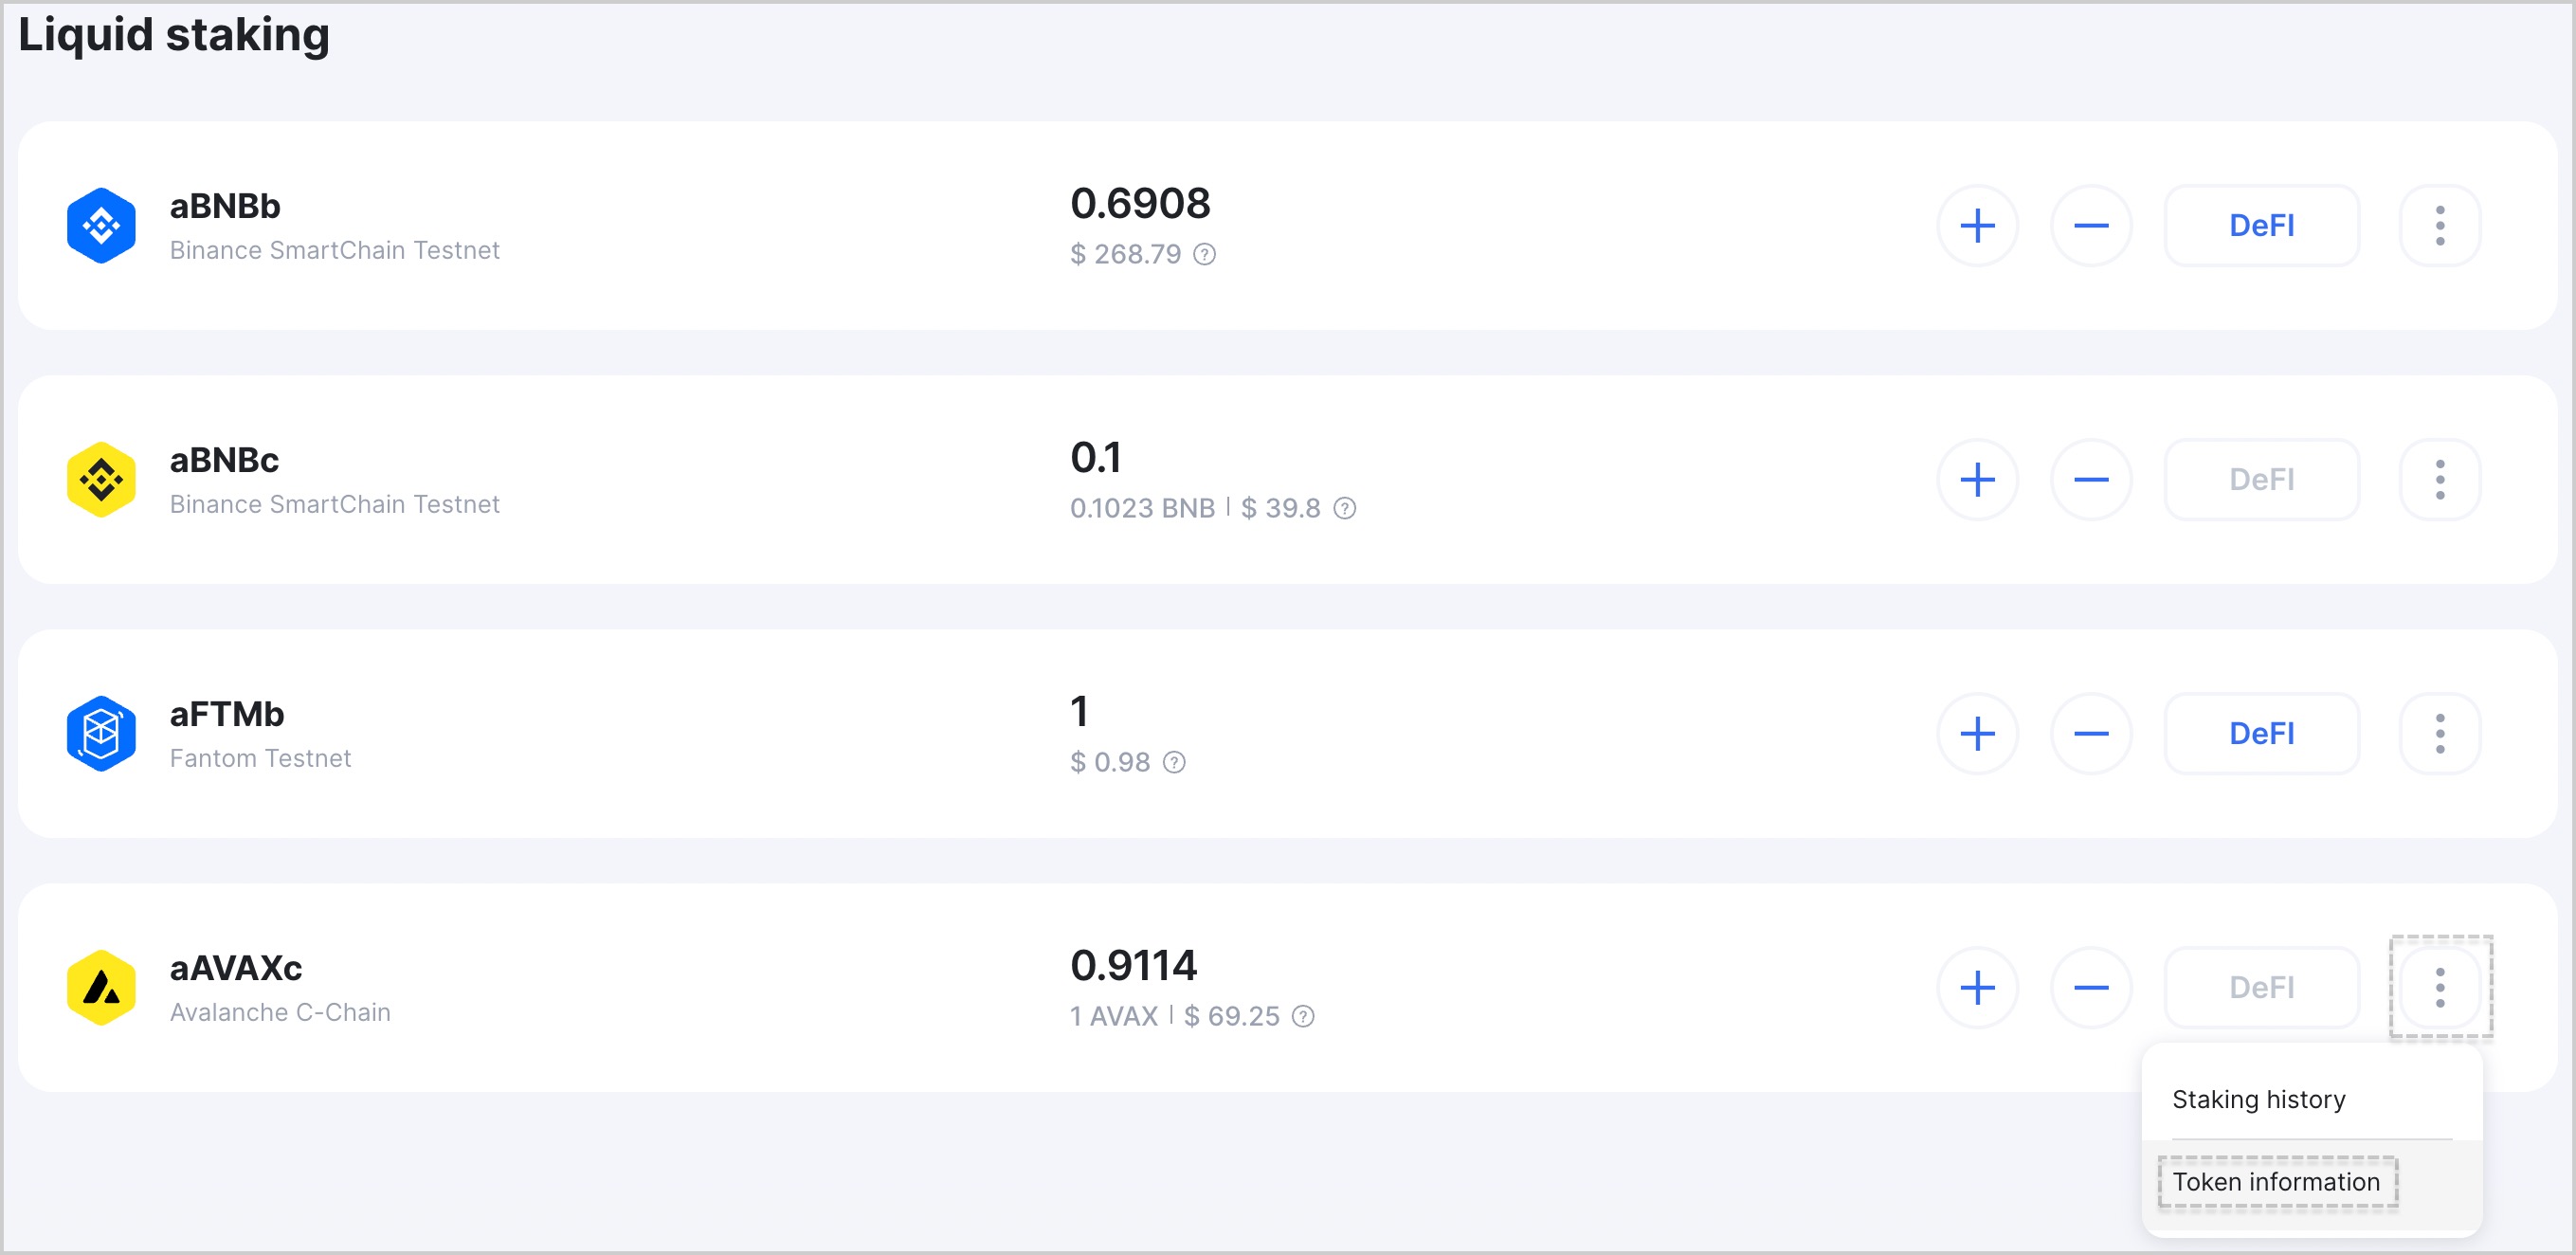 Liquid staking
aBNBb
Binance SmartChain Testnet
0.6908
$ 268.79 ?
DeFI
aBNBc
Binance SmartChain Testnet
0.1
0.1023 BNB | $ 39.8 ?
DeFI
aFTMb
Fantom Testnet
1
$ 0.98 ?
DeFI
aAVAXc
Avalanche C-Chain
0.9114
1 AVAX | $ 69.25 ?
DeFI
Staking history
Token information